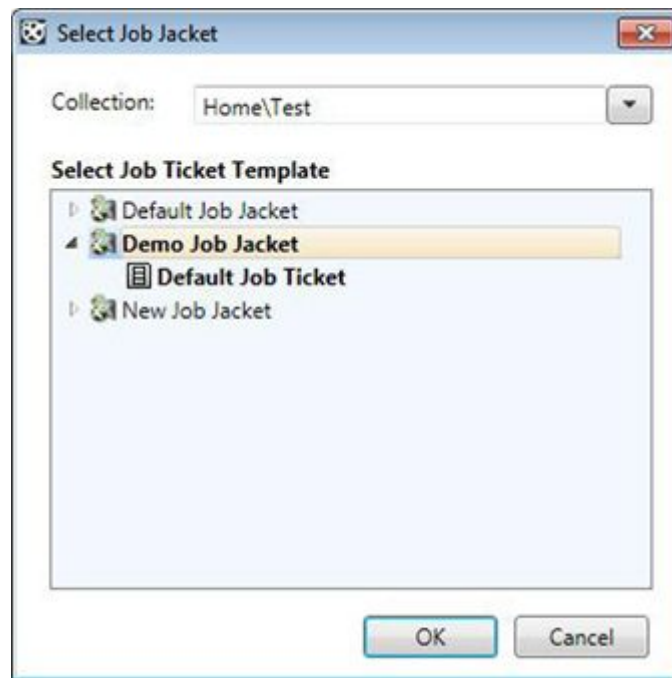 Select Job Jacket
Collection: Home\Test
Select Job Ticket Template
Default Job Jacket
Demo Job Jacket
Default Job Ticket
New Job Jacket
OK Cancel